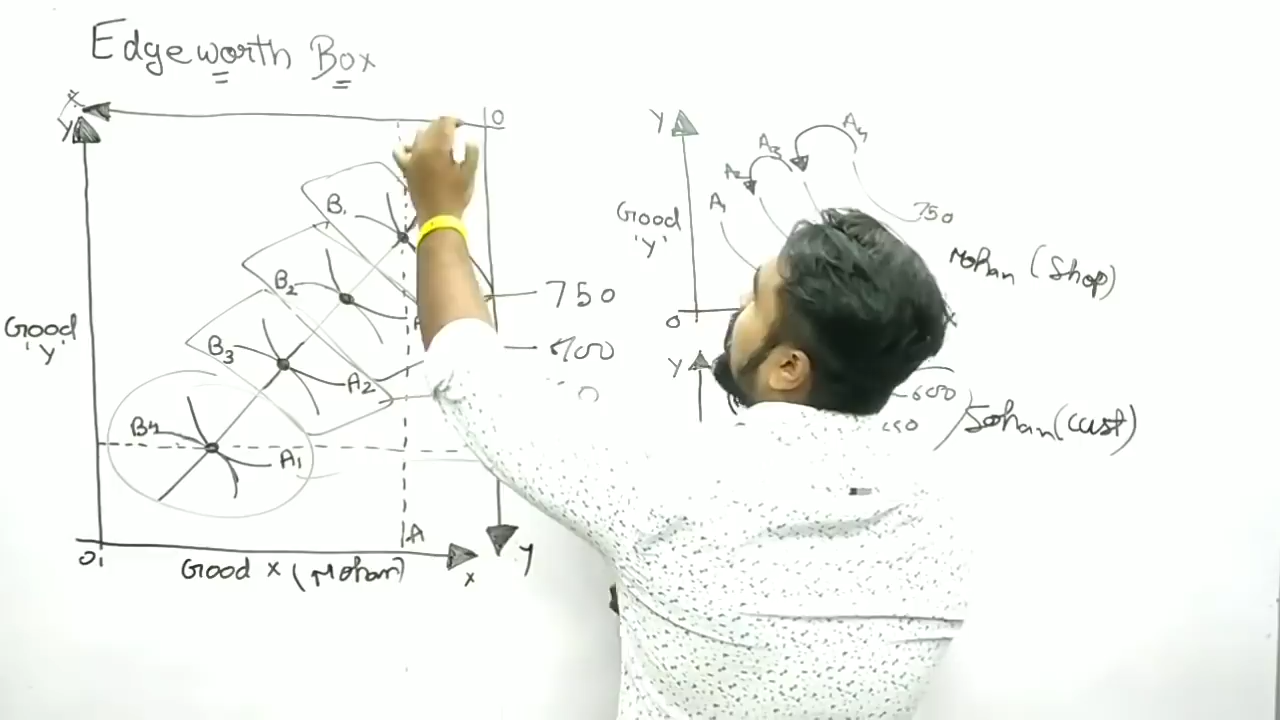 Edgeworth Box
X
Y
O
B1
B2
B3
B4
A2
A1
Good
'Y'
O1
Good x (Mohan)
A
x
y
750
Y
A1
A2
A3
A4
750
Good
'Y'
Mohan (Shop)
O
x
Y
600
Sohan (Cust)